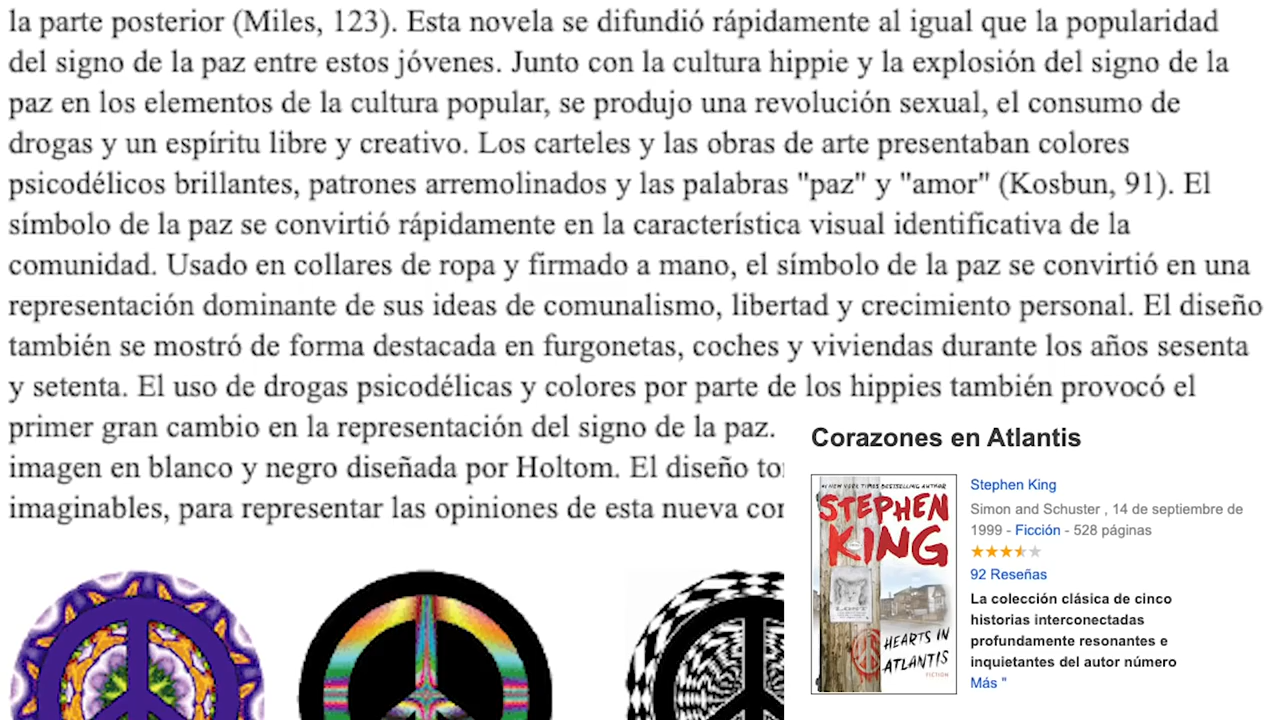 la parte posterior (Miles, 123). Esta novela se difundió rápidamente al igual que la popularidad
del signo de la paz entre estos jóvenes. Junto con la cultura hippie y la explosión del signo de la
paz en los elementos de la cultura popular, se produjo una revolución sexual, el consumo de
drogas y un espíritu libre y creativo. Los carteles y las obras de arte presentaban colores
psicodélicos brillantes, patrones arremolinados y las palabras "paz" y "amor" (Kosbun, 91). El
símbolo de la paz se convirtió rápidamente en la característica visual identificativa de la
comunidad. Usado en collares de ropa y firmado a mano, el símbolo de la paz se convirtió en una
representación dominante de sus ideas de comunalismo, libertad y crecimiento personal. El diseño
también se mostró de forma destacada en furgonetas, coches y viviendas durante los años sesenta
y setenta. El uso de drogas psicodélicas y colores por parte de los hippies también provocó el
primer gran cambio en la representación del signo de la paz.
imagen en blanco y negro diseñada por Holtom. El diseño to
imaginables, para representar las opiniones de esta nueva co
Corazones en Atlantis
Stephen King
Simon and Schuster , 14 de septiembre de
1999 - Ficción - 528 páginas
92 Reseñas
La colección clásica de cinco
historias interconectadas
profundamente resonantes e
inquietantes del autor número
Más "
#1 NEW YORK TIMES BESTSELLING AUTHOR
STEPHEN
KING
LOST
HEARTS IN
ATLANTIS
FICTION